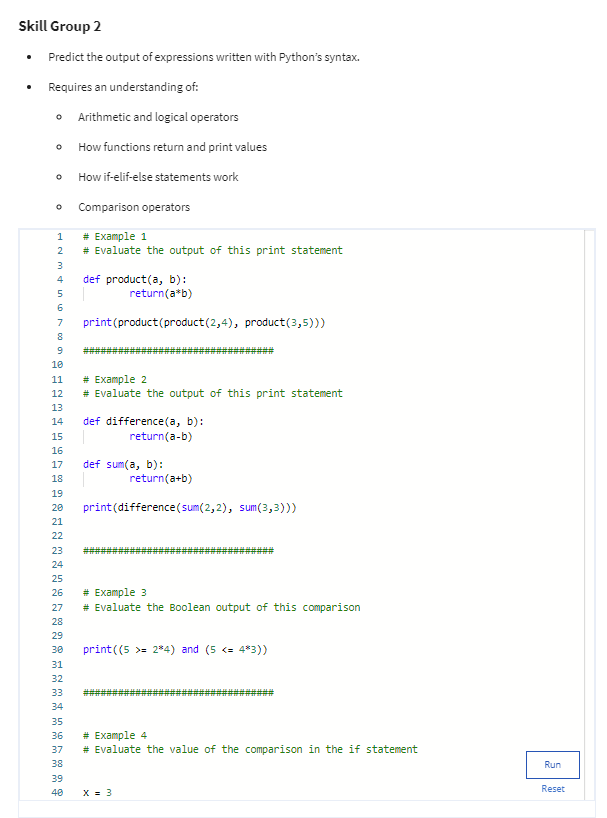 Skill Group 2
• Predict the output of expressions written with Python's syntax.
• Requires an understanding of:
o Arithmetic and logical operators
o How functions return and print values
o How if-elif-else statements work
o Comparison operators
1 # Example 1
2 # Evaluate the output of this print statement
3
4 def product(a, b):
5 return(a*b)
6
7 print(product(product(2,4), product(3,5)))
8
9 #################################
10
11 # Example 2
12 # Evaluate the output of this print statement
13
14 def difference(a, b):
15 return(a-b)
16
17 def sum(a, b):
18 return(a+b)
19
20 print(difference(sum(2,2), sum(3,3)))
21
22
23 #################################
24
25
26 # Example 3
27 # Evaluate the Boolean output of this comparison
28
29
30 print((5 >= 2*4) and (5 <= 4*3))
31
32
33 #################################
34
35
36 # Example 4
37 # Evaluate the value of the comparison in the if statement
38
Run
39
Reset
40 x = 3